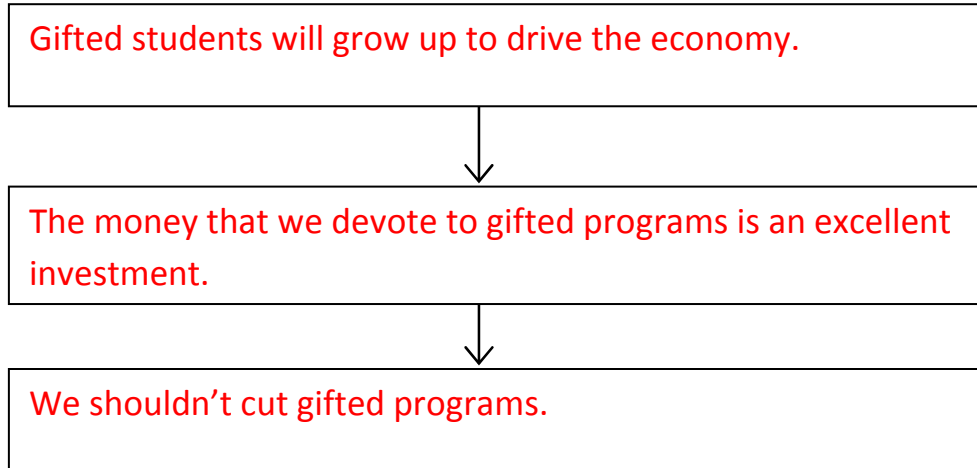 Gifted students will grow up to drive the economy.
The money that we devote to gifted programs is an excellent
investment.
We shouldn’t cut gifted programs.